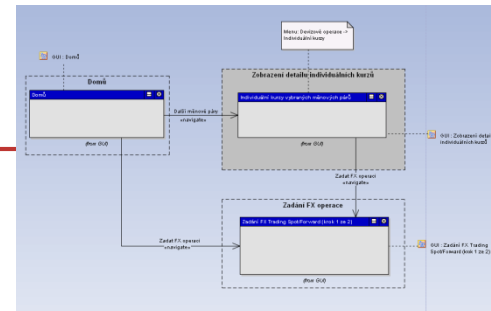 Menu: Devizové operace ->
Individuální kurzy
GUI : Domů
Domů
Domů
(from GUI)
Další měnové páry
«navigate»
Zobrazení detailu individuálních kurzů
Individuální kurzy vybraných měnových párů
(from GUI)
GUI : Zobrazení detai
individuálních kurzů
Zadat FX operaci
«navigate»
Zadat FX operaci
«navigate»
Zadání FX operace
Zadání FX Trading Spot/Forward (krok 1 ze 2)
(from GUI)
GUI : Zadání FX Trading
Spot/Forward (krok 1 ze 2)